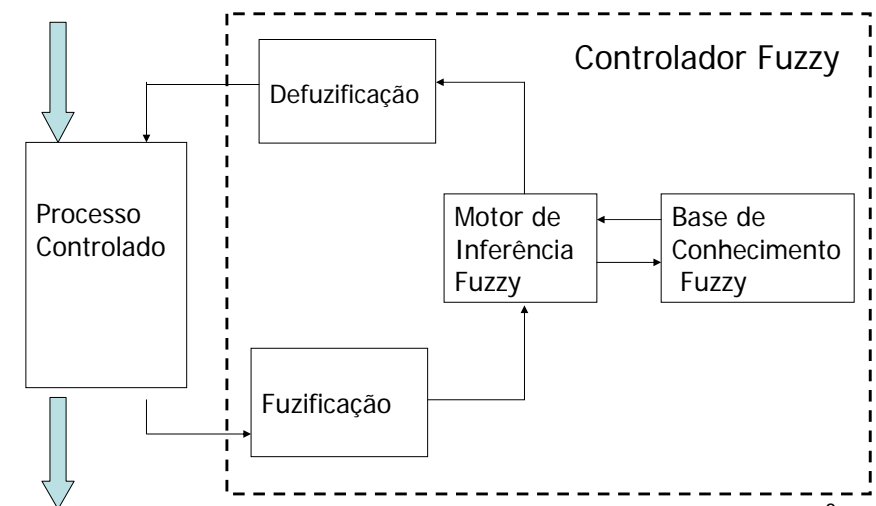 Controlador Fuzzy
Defuzificação
Processo
Controlado
Motor de
Inferência
Fuzzy
Base de
Conhecimento
Fuzzy
Fuzificação